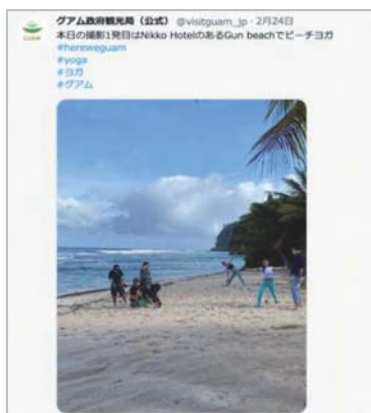 グアム政府観光局（公式） @visitguam_jp · 2月24日
本日の撮影1発目はNikko HotelのあるGun beachでビーチヨガ
#hereweguam
#yoga
#ヨガ
#グアム
GUAM